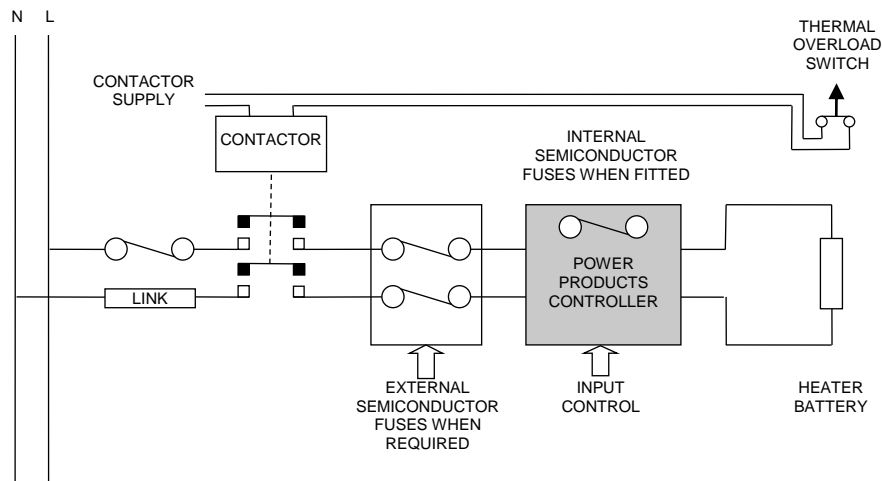 N L
THERMAL
OVERLOAD
SWITCH
CONTACTOR
SUPPLY
CONTACTOR
INTERNAL
SEMICONDUCTOR
FUSES WHEN FITTED
POWER
PRODUCTS
CONTROLLER
LINK
EXTERNAL
SEMICONDUCTOR
FUSES WHEN
REQUIRED
INPUT
CONTROL
HEATER
BATTERY